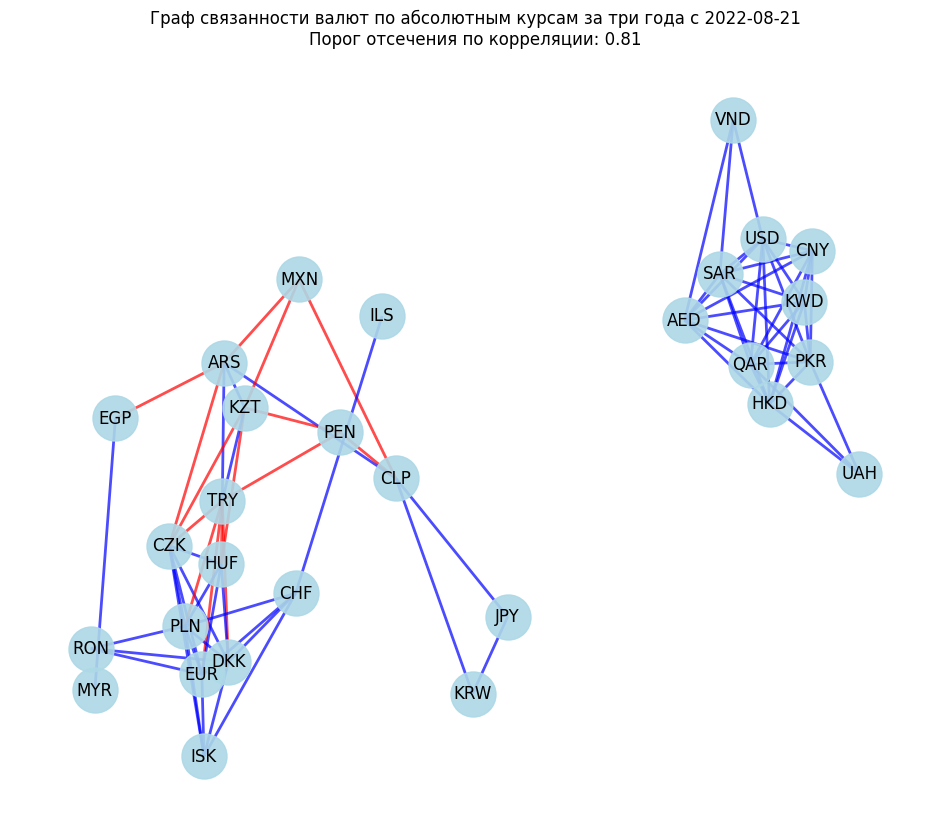 Граф связанности валют по абсолютным курсам за три года с 2022-08-21
Порог отсечения по корреляции: 0.81
VND
USD
CNY
SAR
MXN
KWD
ILS
AED
ARS
PKR
QAR
HKD
KZT
EGP
PEN
UAH
CLP
TRY
CZK
HUF
CHF
JPY
PLN
RON
DKK
EUR
MYR
KRW
ISK